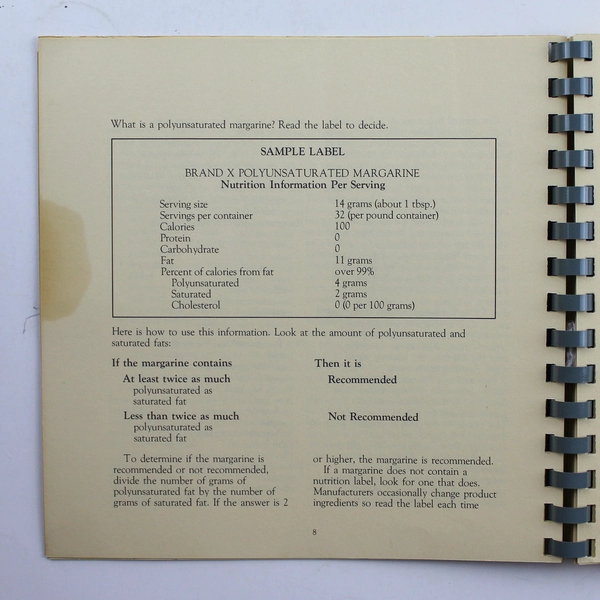 What is a polyunsaturated margarine? Read the label to decide.
SAMPLE LABEL
BRAND X POLYUNSATURATED MARGARINE
Nutrition Information Per Serving
Serving size 14 grams (about 1 tbsp.)
Servings per container 32 (per pound container)
Calories 100
Protein 0
Carbohydrate 0
Fat 11 grams
Percent of calories from fat over 99%
Polyunsaturated 4 grams
Saturated 2 grams
Cholesterol 0 (0 per 100 grams)
Here is how to use this information. Look at the amount of polyunsaturated and
saturated fats:
If the margarine contains Then it is
At least twice as much Recommended
polyunsaturated as
saturated fat
Less than twice as much Not Recommended
polyunsaturated as
saturated fat
To determine if the margarine is
recommended or not recommended,
divide the number of grams of
polyunsaturated fat by the number of
grams of saturated fat. If the answer is 2
or higher, the margarine is recommended.
If a margarine does not contain a
nutrition label, look for one that does.
Manufacturers occasionally change product
ingredients so read the label each time
8